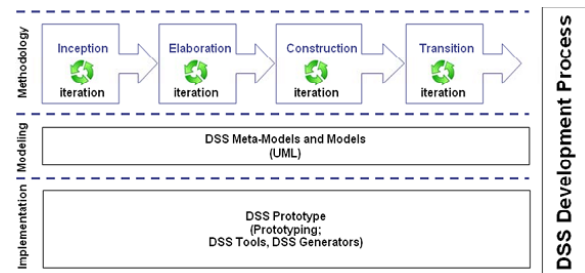 Methodology
Inception
iteration
Elaboration
iteration
Construction
iteration
Transition
iteration
Modeling
DSS Meta-Models and Models
(UML)
Implementation
DSS Prototype
(Prototyping;
DSS Tools, DSS Generators)
DSS Development Process